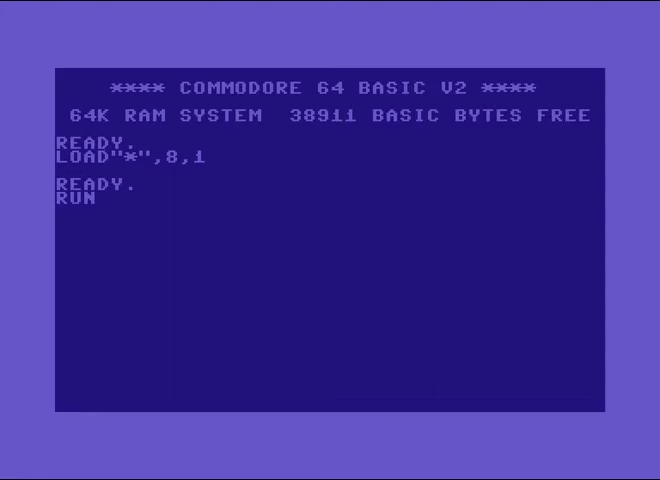 **** COMMODORE 64 BASIC V2 ****
64K RAM SYSTEM  38911 BASIC BYTES FREE
READY.
LOAD"*",8,1
READY.
RUN